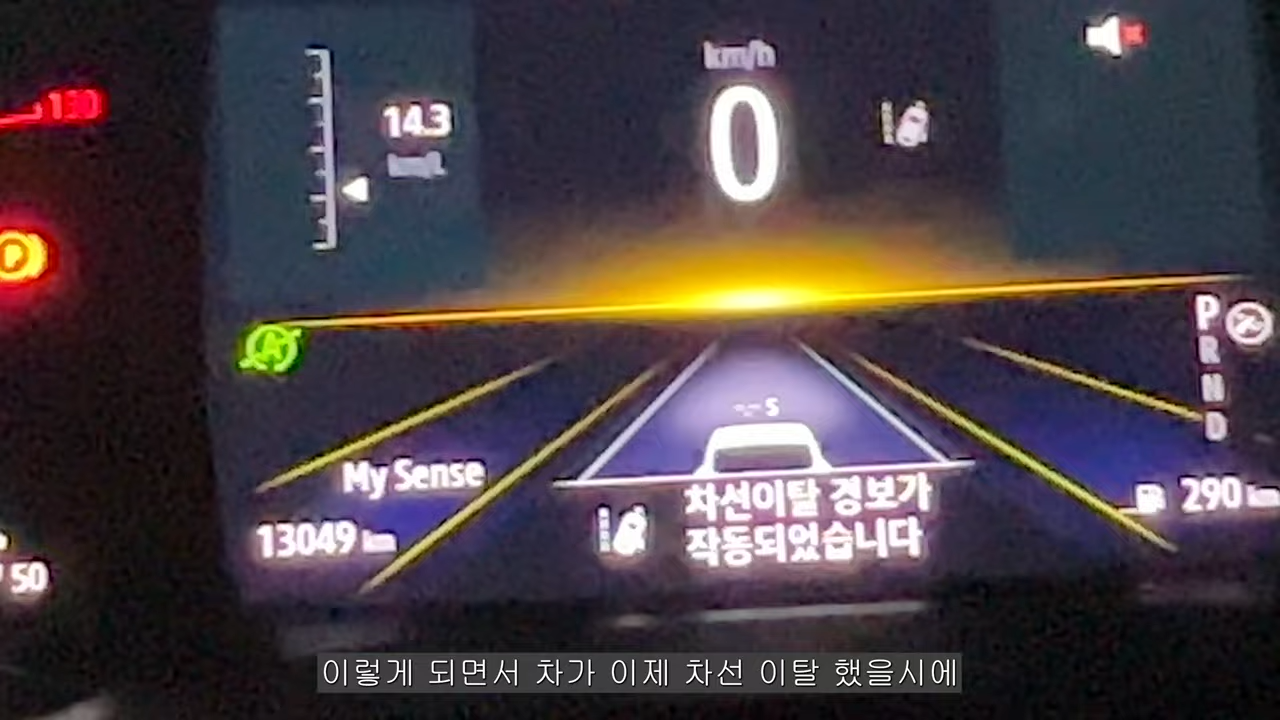 km/h
0
130
14.3
km/L
P
P
R
N
D
S
My Sense
차선이탈 경보가
작동되었습니다
290 km
13049 km
50
이렇게 되면서 차가 이제 차선 이탈 했을시에